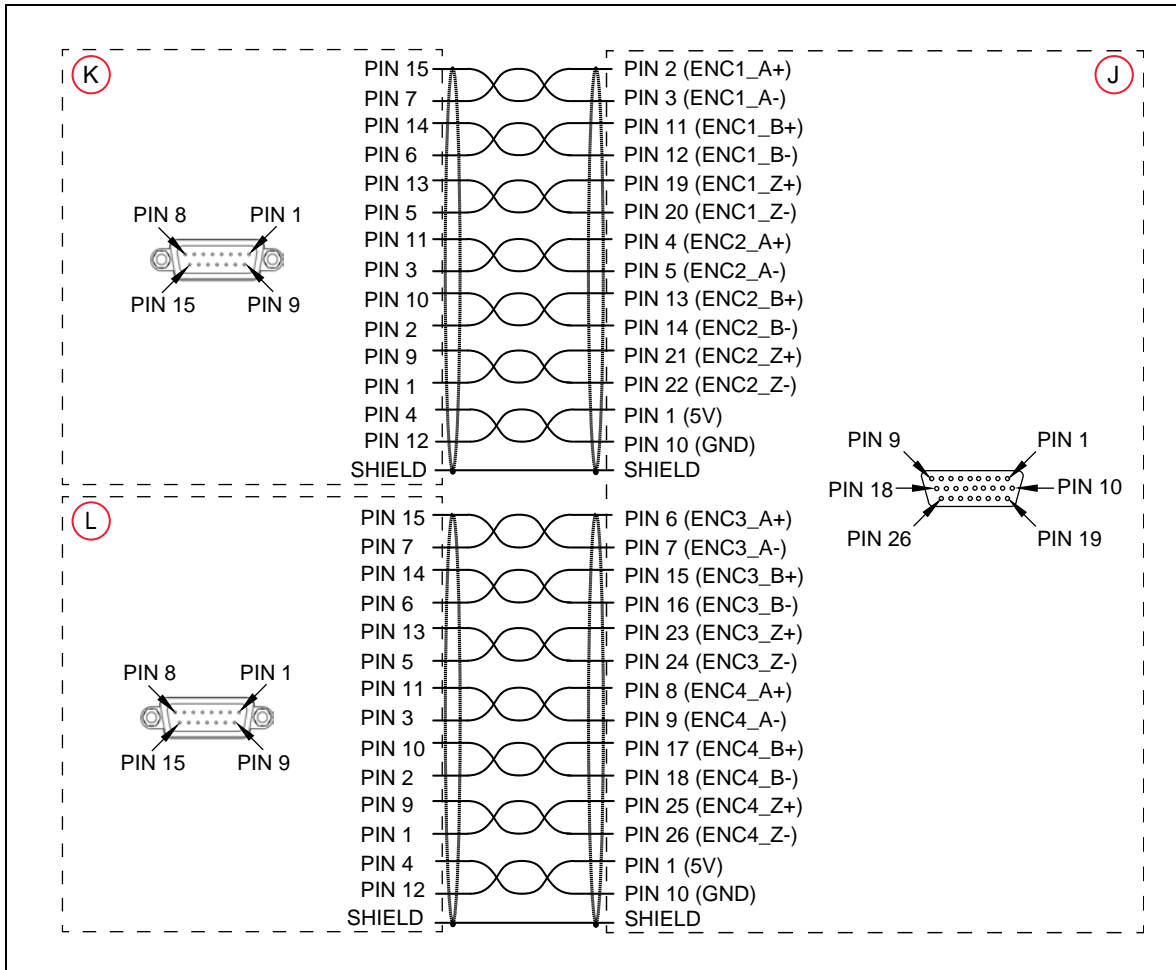 K
J
PIN 15 PIN 2 (ENC1_A+)
PIN 7 PIN 3 (ENC1_A-)
PIN 14 PIN 11 (ENC1_B+)
PIN 6 PIN 12 (ENC1_B-)
PIN 13 PIN 19 (ENC1_Z+)
PIN 5 PIN 20 (ENC1_Z-)
PIN 11 PIN 4 (ENC2_A+)
PIN 3 PIN 5 (ENC2_A-)
PIN 10 PIN 13 (ENC2_B+)
PIN 2 PIN 14 (ENC2_B-)
PIN 9 PIN 21 (ENC2_Z+)
PIN 1 PIN 22 (ENC2_Z-)
PIN 4 PIN 1 (5V)
PIN 12 PIN 10 (GND)
SHIELD SHIELD
PIN 8 PIN 1
PIN 15 PIN 9
PIN 9 PIN 1
PIN 18 PIN 10
PIN 26 PIN 19
L
PIN 15 PIN 6 (ENC3_A+)
PIN 7 PIN 7 (ENC3_A-)
PIN 14 PIN 15 (ENC3_B+)
PIN 6 PIN 16 (ENC3_B-)
PIN 13 PIN 23 (ENC3_Z+)
PIN 5 PIN 24 (ENC3_Z-)
PIN 11 PIN 8 (ENC4_A+)
PIN 3 PIN 9 (ENC4_A-)
PIN 10 PIN 17 (ENC4_B+)
PIN 2 PIN 18 (ENC4_B-)
PIN 9 PIN 25 (ENC4_Z+)
PIN 1 PIN 26 (ENC4_Z-)
PIN 4 PIN 1 (5V)
PIN 12 PIN 10 (GND)
SHIELD SHIELD
PIN 8 PIN 1
PIN 15 PIN 9